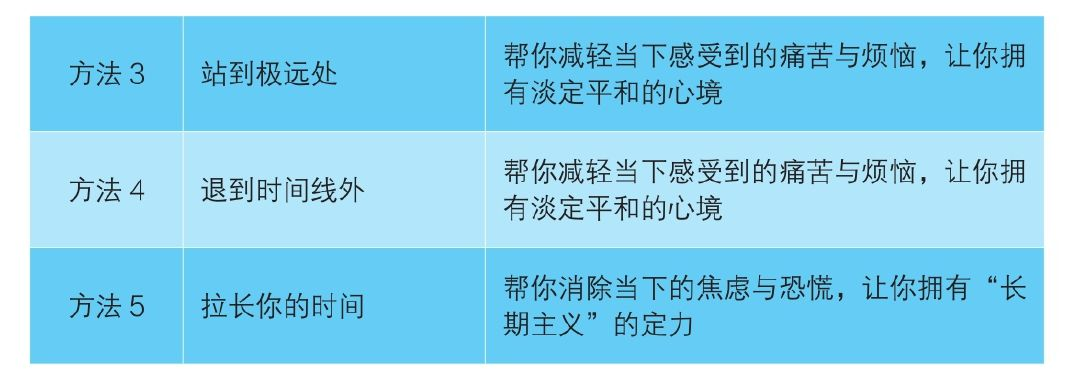 方法 3
站到极远处
帮你减轻当下感受到的痛苦与烦恼，让你拥
有淡定平和的心境
方法 4
退到时间线外
帮你减轻当下感受到的痛苦与烦恼，让你拥
有淡定平和的心境
方法 5
拉长你的时间
帮你消除当下的焦虑与恐慌，让你拥有“长
期主义”的定力